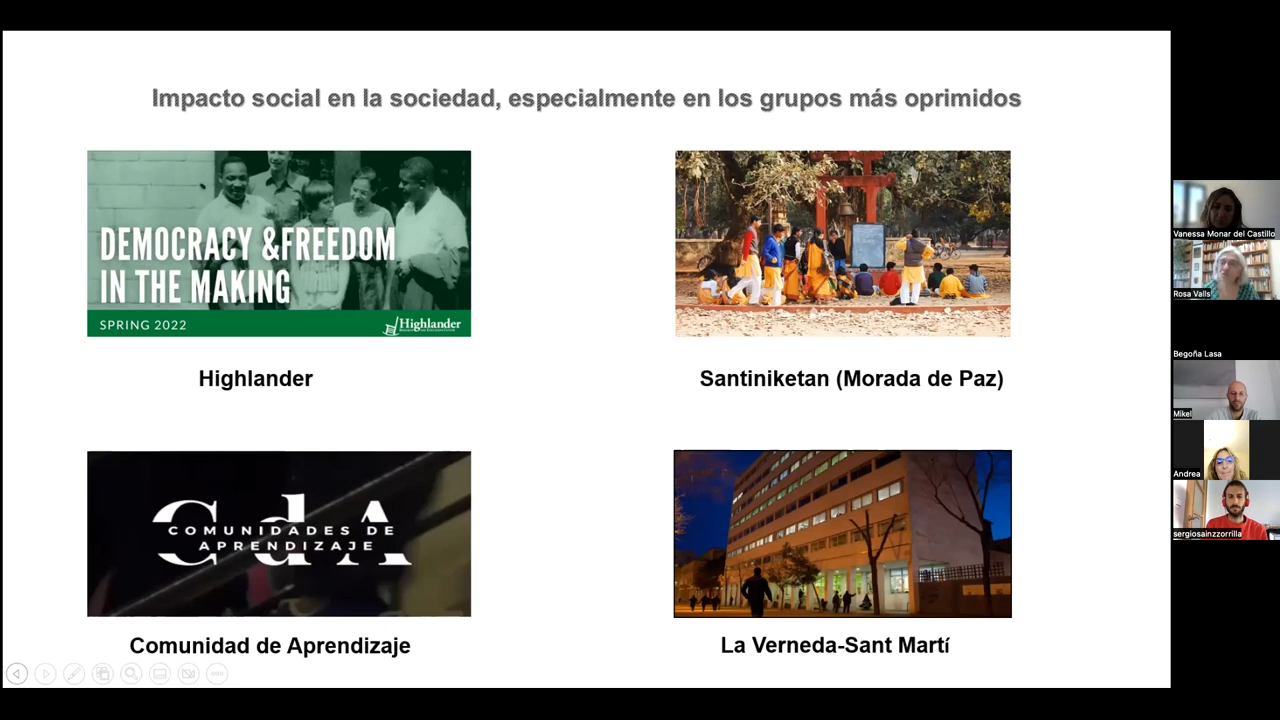 Impacto social en la sociedad, especialmente en los grupos más oprimidos
DEMOCRACY &FREEDOM
IN THE MAKING
SPRING 2022
Highlander
Highlander
Santiniketan (Morada de Paz)
CdA
COMUNIDADES DE
APRENDIZAJE
Comunidad de Aprendizaje
La Verneda-Sant Martí
Vanessa Monar del Castillo
Rosa Valls
Begoña Lasa
Mikel
Andrea
sergiosainzzorrilla